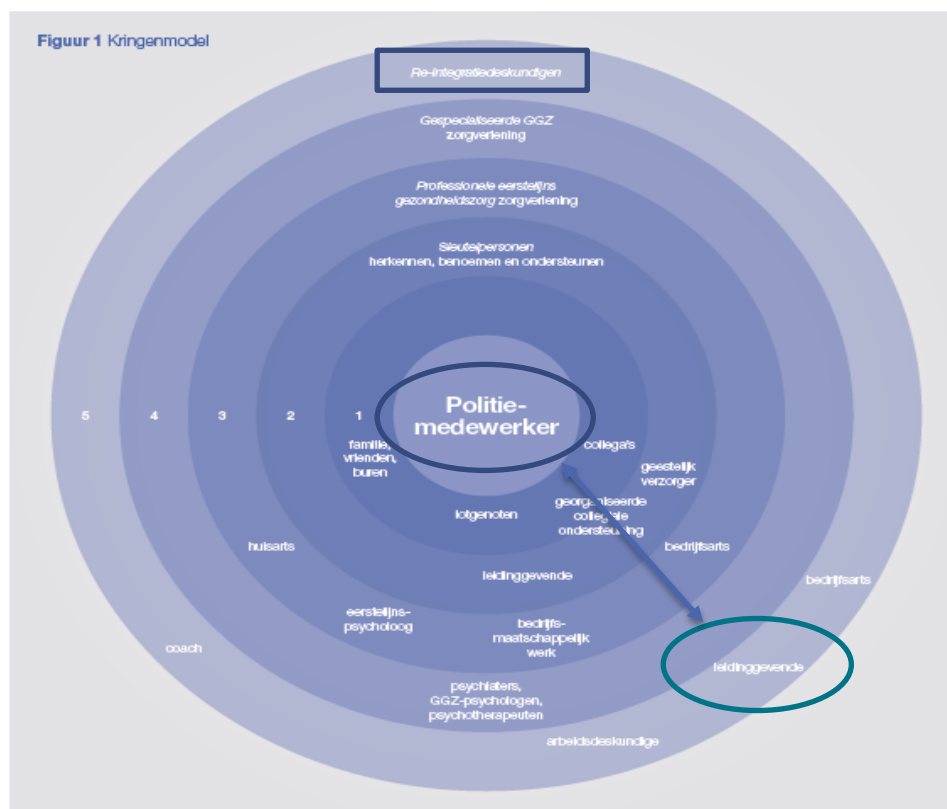 Figuur 1 Kringenmodel
Re-integratiedeskundigen
Gespecialiseerde GGZ
zorgverlening
Professionele eerstelijns
gezondheidszorg zorgverlening
Sleutelpersonen
herkennen, benoemen en ondersteunen
Politie-
medewerker
5
4
3
2
1
familie,
vrienden,
buren
collega's
geestelijk
verzorger
lotgenoten
georganiseerde
collegiale
ondersteuning
huisarts
bedrijfsarts
leidinggevende
bedrijfsarts
eerstelijns-
psycholoog
bedrijfs-
maatschappelijk
werk
coach
leidinggevende
psychiaters,
GGZ-psychologen,
psychotherapeuten
arbeidsdeskundige